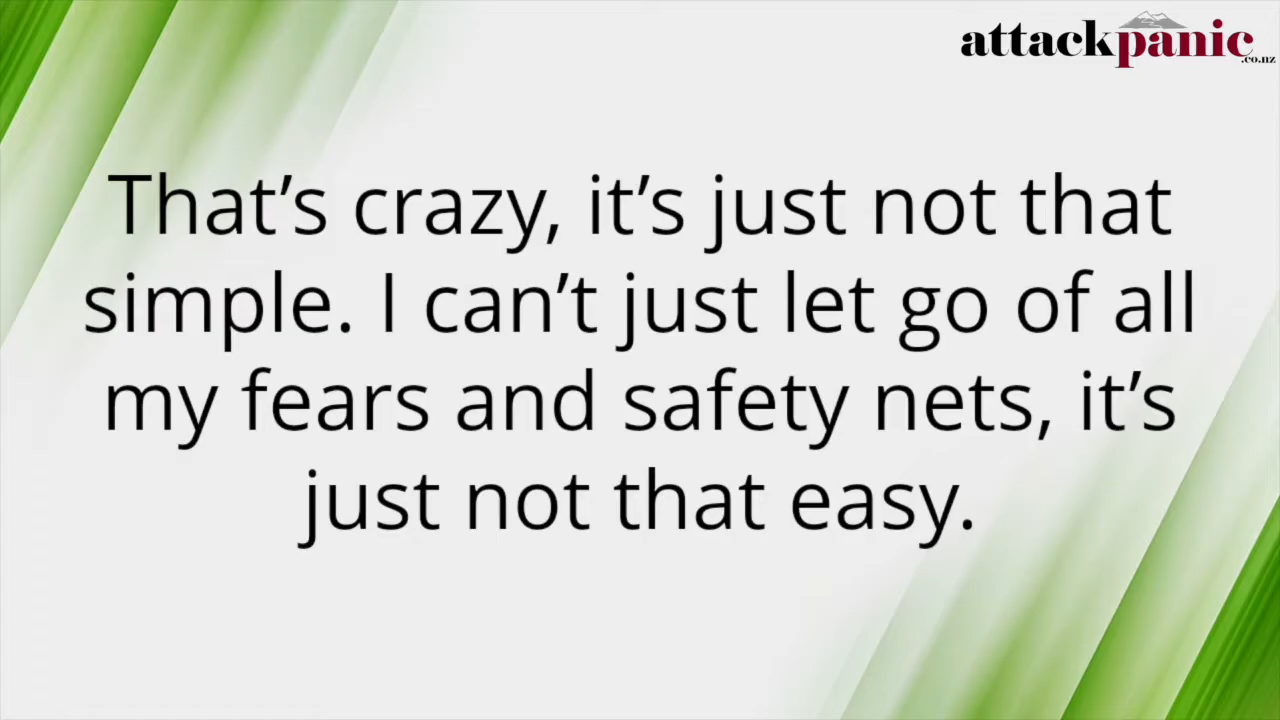 attackpanic
.co.nz
That’s crazy, it’s just not that
simple. I can’t just let go of all
my fears and safety nets, it’s
just not that easy.